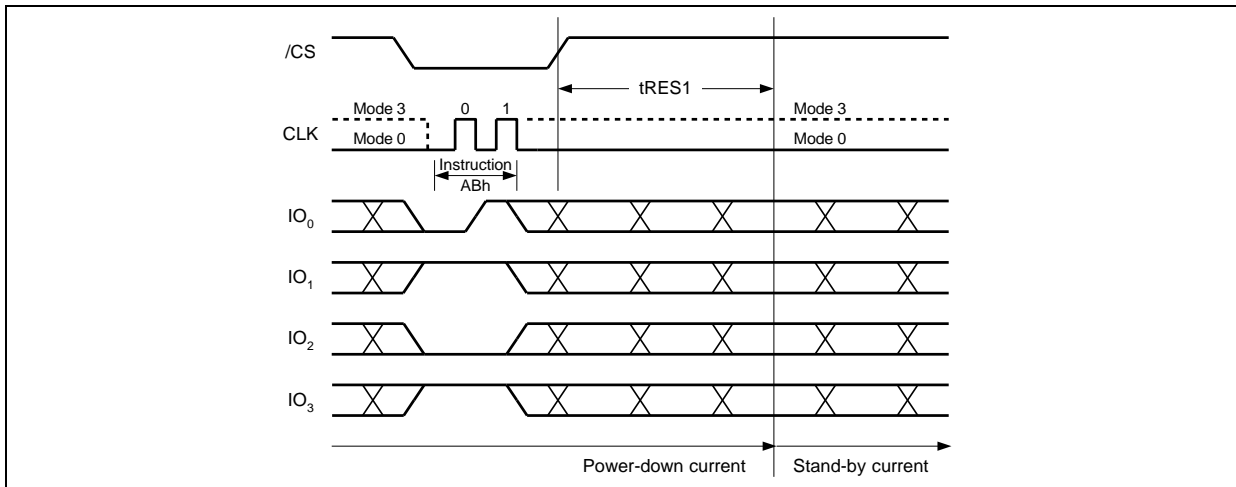 /CS
tRES1
Mode 3 0 1 Mode 3
CLK
Mode 0 Mode 0
Instruction
ABh
IO0
IO1
IO2
IO3
Power-down current Stand-by current